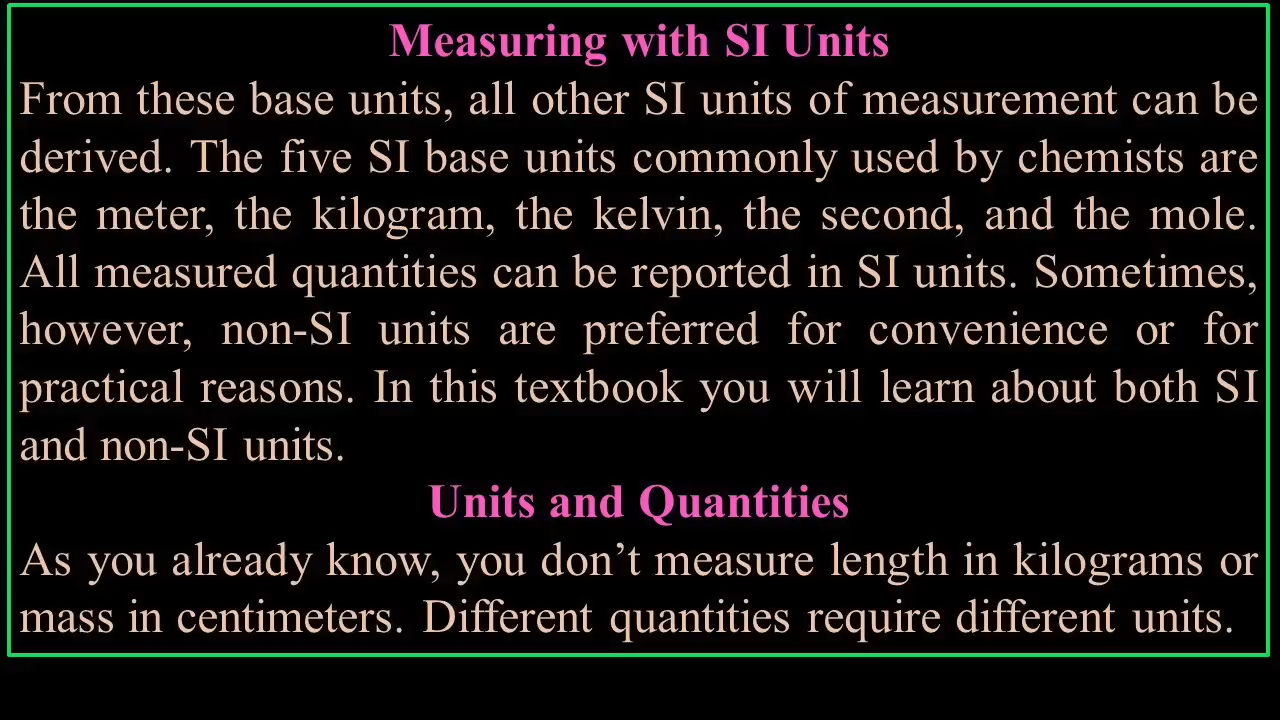 Measuring with SI Units
From these base units, all other SI units of measurement can be
derived. The five SI base units commonly used by chemists are
the meter, the kilogram, the kelvin, the second, and the mole.
All measured quantities can be reported in SI units. Sometimes,
however, non-SI units are preferred for convenience or for
practical reasons. In this textbook you will learn about both SI
and non-SI units.
Units and Quantities
As you already know, you don’t measure length in kilograms or
mass in centimeters. Different quantities require different units.